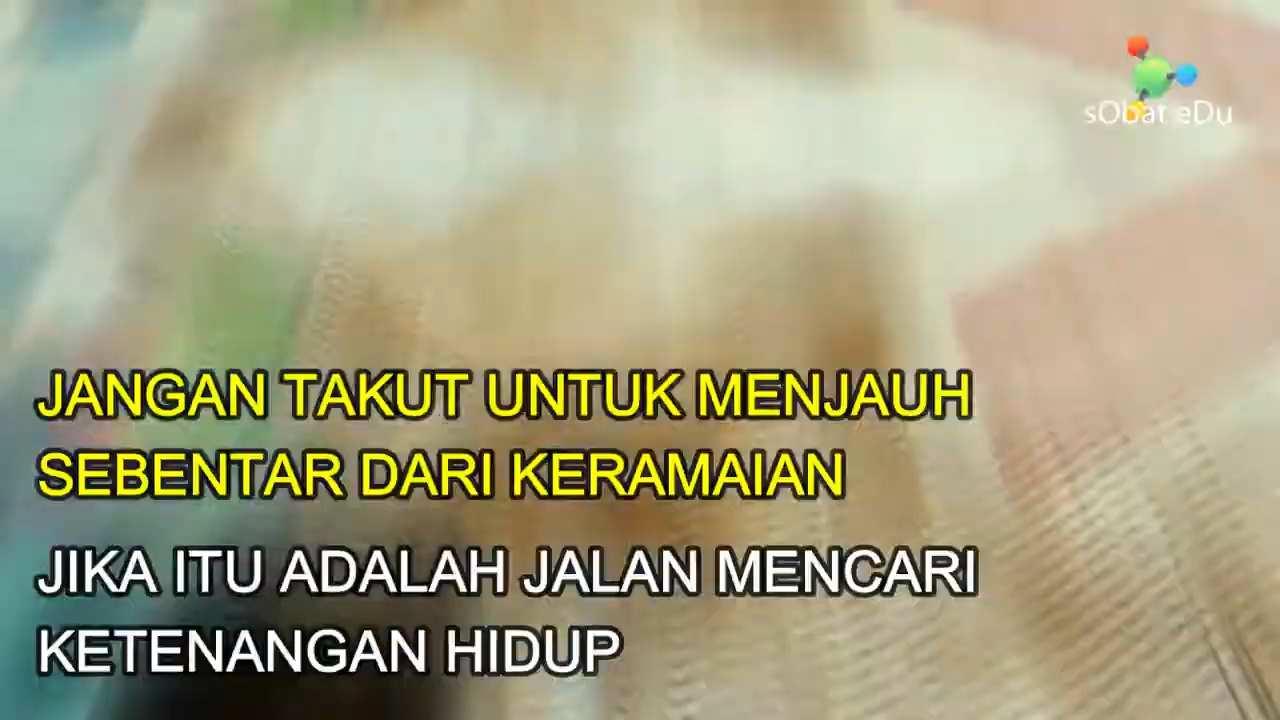 sObat eDu
JANGAN TAKUT UNTUK MENJAUH
SEBENTAR DARI KERAMAIAN
JIKA ITU ADALAH JALAN MENCARI
KETENANGAN HIDUP